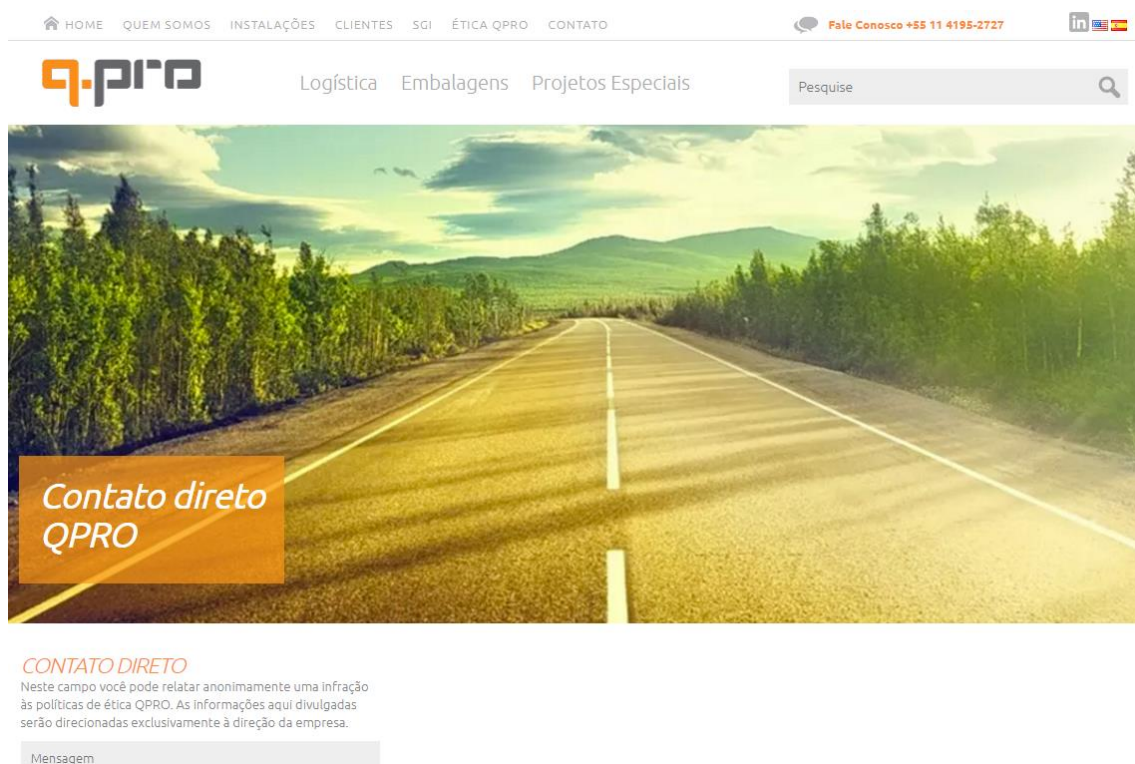 HOME QUEM SOMOS INSTALAÇÕES CLIENTES SGI ÉTICA QPRO CONTATO
Fale Conosco +55 11 4195-2727
in
q.pro
Logística Embalagens Projetos Especiais
Pesquise
Contato direto
QPRO
CONTATO DIRETO
Neste campo você pode relatar anonimamente uma infração
às políticas de ética QPRO. As informações aqui divulgadas
serão direcionadas exclusivamente à direção da empresa.
Mensagem